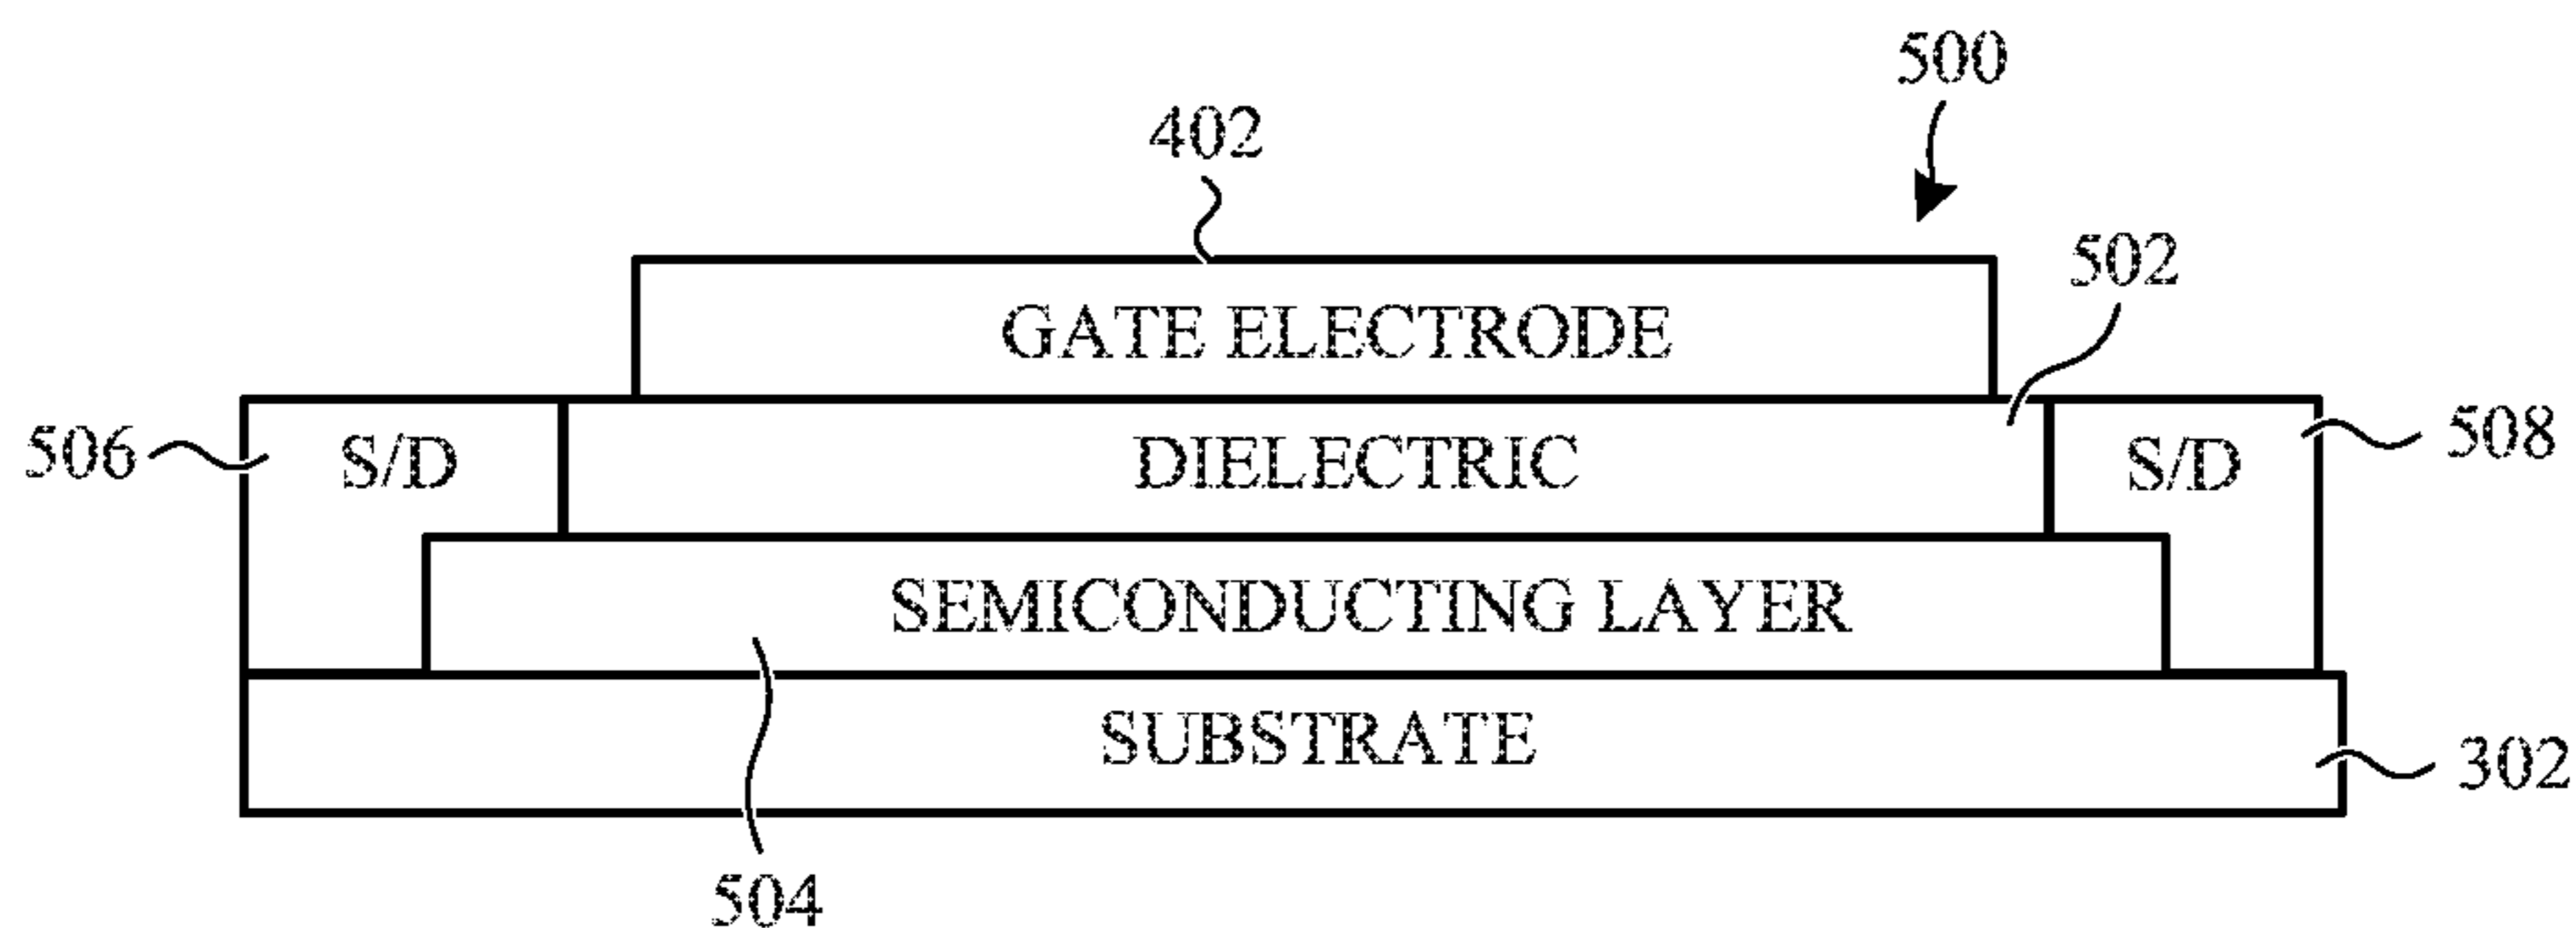 500
402
502
GATE ELECTRODE
506 S/D DIELECTRIC S/D 508
SEMICONDUCTING LAYER
SUBSTRATE
302
504